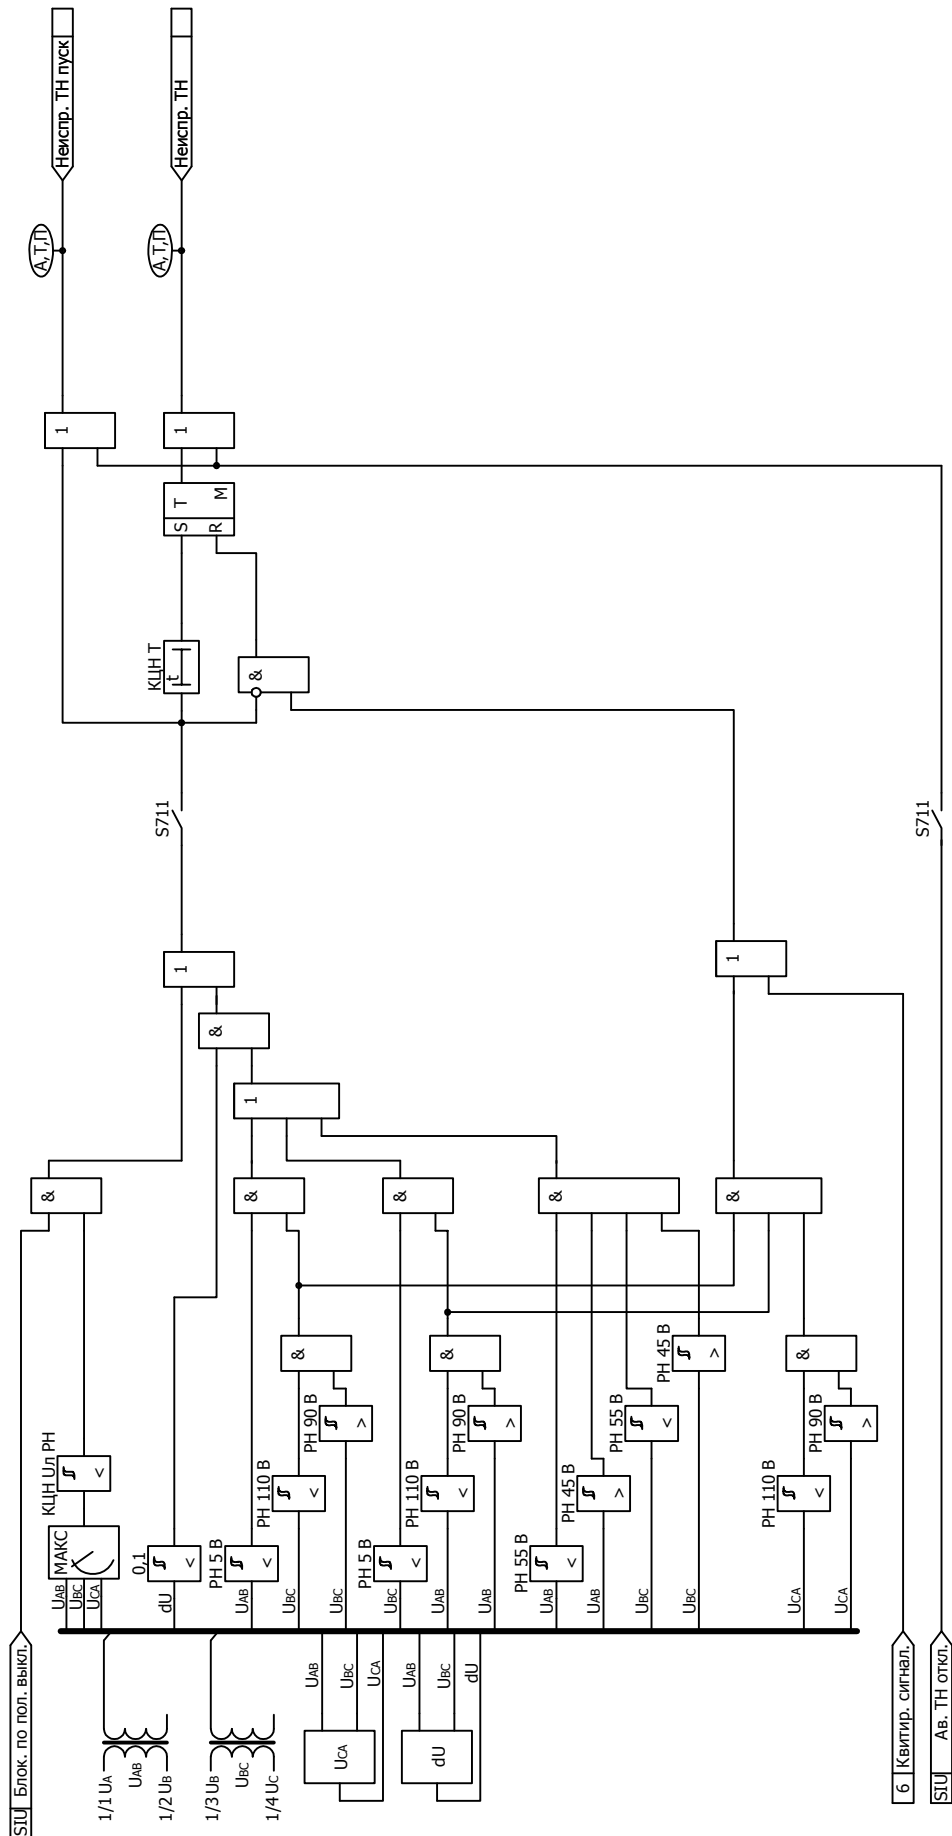 SIU Блок. по пол. выкл.
1/1 UA
UAB
1/2 UB
1/3 UB
UBC
1/4 UC
UCA
UAB
UBC
UCA
dU
UAB
UBC
dU
6 Квитир. сигнал.
SIU Ав. ТН откл.
UAB
UBC
UCA
МАКС
КЦН Uл РН
<
&
dU
0,1
<
UAB
РН 5 В
<
UBC
РН 110 В
<
UBC
РН 90 В
>
&
&
UBC
РН 5 В
<
UAB
РН 110 В
<
UAB
РН 90 В
>
&
&
UAB
РН 55 В
<
UAB
РН 45 В
>
UBC
РН 55 В
<
UBC
РН 45 В
>
&
UCA
РН 110 В
<
UCA
РН 90 В
>
&
&
1
&
1
1
S711
S711
КЦН Т
t
&
S T
R M
1
1
А,Т,П
А,Т,П
Неиспр. ТН пуск
Неиспр. ТН